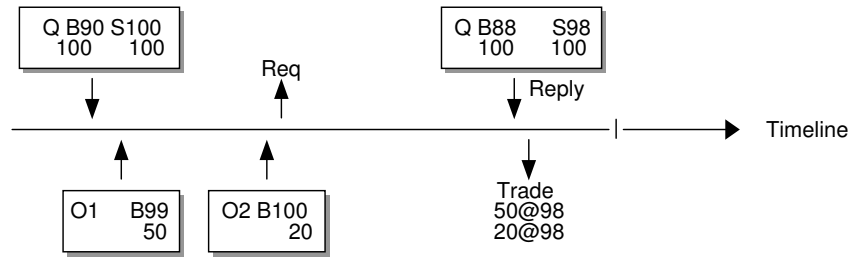 Q B90 S100
100 100
Req
Q B88 S98
100 100
Reply
Timeline
O1 B99
50
O2 B100
20
Trade
50@98
20@98